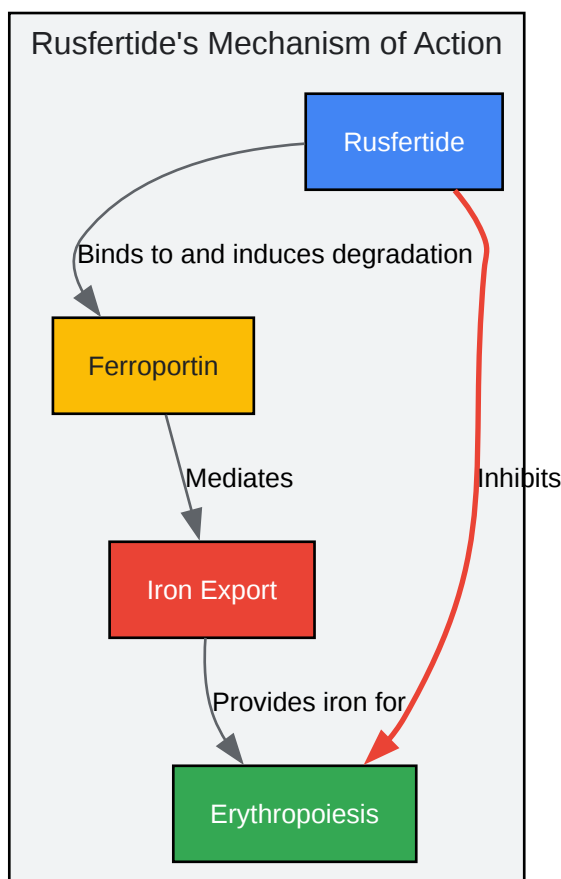 Rusfertide's Mechanism of Action
Rusfertide
Binds to and induces degradation
Ferroportin
Mediates
Inhibits
Iron Export
Provides iron for
Erythropoiesis